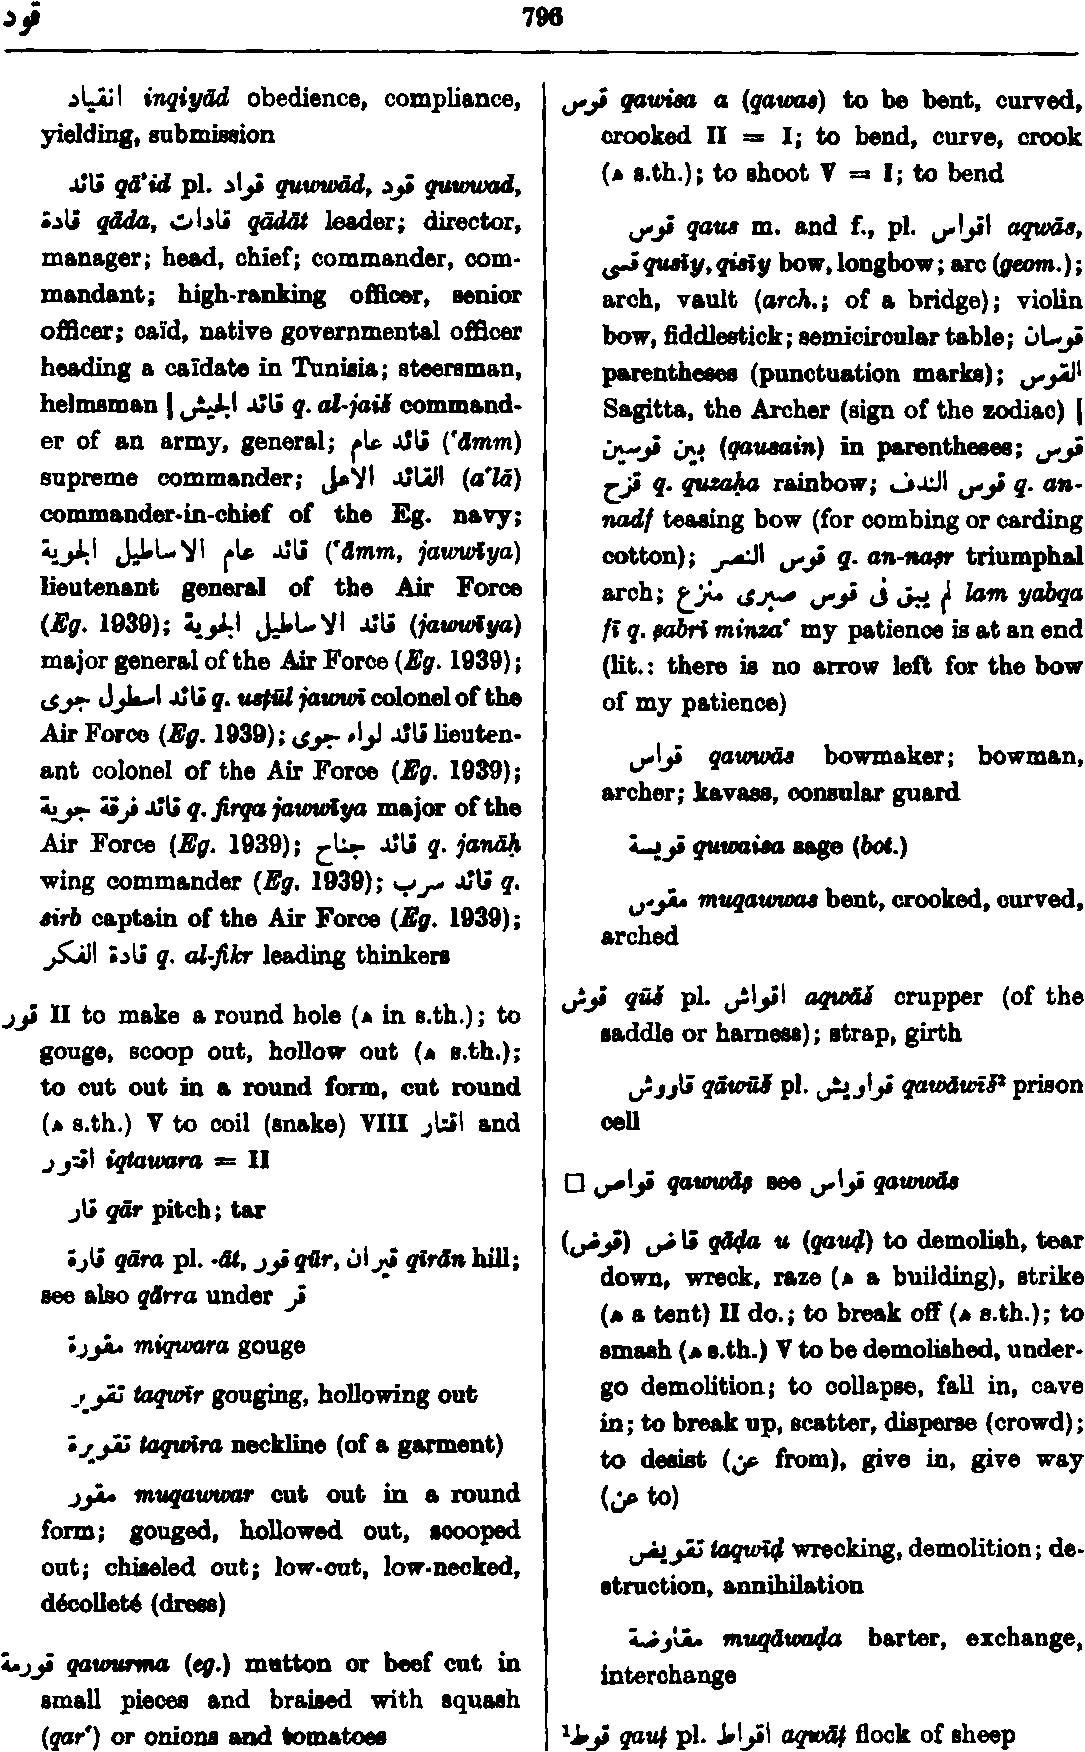 قود
796
انقياد inqiyād obedience, compliance,
yielding, submission
قائد qā'id pl. قواد quwwād, قود quwwad,
قادة qāda, قادات qādāt leader; director,
manager; head, chief; commander, com-
mandant; high-ranking officer, senior
officer; caïd, native governmental officer
heading a caïdate in Tunisia; steersman,
helmsman | قائد الجيش q. al-jaiš command-
er of an army, general; قائد عام (‘āmm)
supreme commander; القائد الاعلى (a‘lā)
commander-in-chief of the Eg. navy;
قائد عام الاساطيل الجوية (‘āmm, jawwīya)
lieutenant general of the Air Force
(Eg. 1939); قائد الاساطيل الجوية (jawwīya)
major general of the Air Force (Eg. 1939);
قائد اسطول جوى q. usṭūl jawwī colonel of the
Air Force (Eg. 1939); قائد لواء جوى lieuten-
ant colonel of the Air Force (Eg. 1939);
قائد فرقة جوية q. firqa jawwīya major of the
Air Force (Eg. 1939); قائد جناح q. janāḥ
wing commander (Eg. 1939); قائد سرب q.
sirb captain of the Air Force (Eg. 1939);
قادة الفكر q. al-fikr leading thinkers
قور II to make a round hole (ه in s.th.); to
gouge, scoop out, hollow out (ه s.th.);
to cut out in a round form, cut round
(ه s.th.) V to coil (snake) VIII اقتار and
اقتور iqtawara = II
قار qār pitch; tar
قارة qāra pl. -āt, قور qūr, قيران qīrān hill;
see also qārra under قر
مقورة miqwara gouge
تقوير taqwīr gouging, hollowing out
تقويرة taqwīra neckline (of a garment)
مقور muqawwar cut out in a round
form; gouged, hollowed out, scooped
out; chiseled out; low-cut, low-necked,
décolleté (dress)
قورمة qawurma (eg.) mutton or beef cut in
small pieces and braised with squash
(qar‘) or onions and tomatoes
قوس qawisa a (qawas) to be bent, curved,
crooked II = I; to bend, curve, crook
(ه s.th.); to shoot V = I; to bend
قوس qaus m. and f., pl. اقواس aqwās,
قسى qusīy, qisīy bow, longbow; arc (geom.);
arch, vault (arch.; of a bridge); violin
bow, fiddlestick; semicircular table; قوسان
parentheses (punctuation marks); القوس
Sagitta, the Archer (sign of the zodiac) |
بين قوسين (qausain) in parentheses; قوس
قزح q. quzaḥa rainbow; قوس الندف q. an-
nadf teasing bow (for combing or carding
cotton); قوس النصر q. an-naṣr triumphal
arch; لم يبق فى قوس صبرى منزع lam yabqa
fī q. ṣabrī minza‘ my patience is at an end
(lit.: there is no arrow left for the bow
of my patience)
قواس qawwās bowmaker; bowman,
archer; kavass, consular guard
قويسة quwaisa sage (bot.)
مقوس muqawwas bent, crooked, curved,
arched
قوش qūš pl. اقواش aqwāš crupper (of the
saddle or harness); strap, girth
قاووش qāwūš pl. قواويش qawāwīš² prison
cell
□ قواص qawwāṣ see قواس qawwās
(قوض) قاض qāḍa u (qauḍ) to demolish, tear
down, wreck, raze (ه a building), strike
(ه a tent) II do.; to break off (ه s.th.); to
smash (ه s.th.) V to be demolished, under-
go demolition; to collapse, fall in, cave
in; to break up, scatter, disperse (crowd);
to desist (عن from), give in, give way
(عن to)
تقويض taqwīḍ wrecking, demolition; de-
struction, annihilation
مقاوضة muqāwaḍa barter, exchange,
interchange
¹قوط qauṭ pl. اقواط aqwāṭ flock of sheep